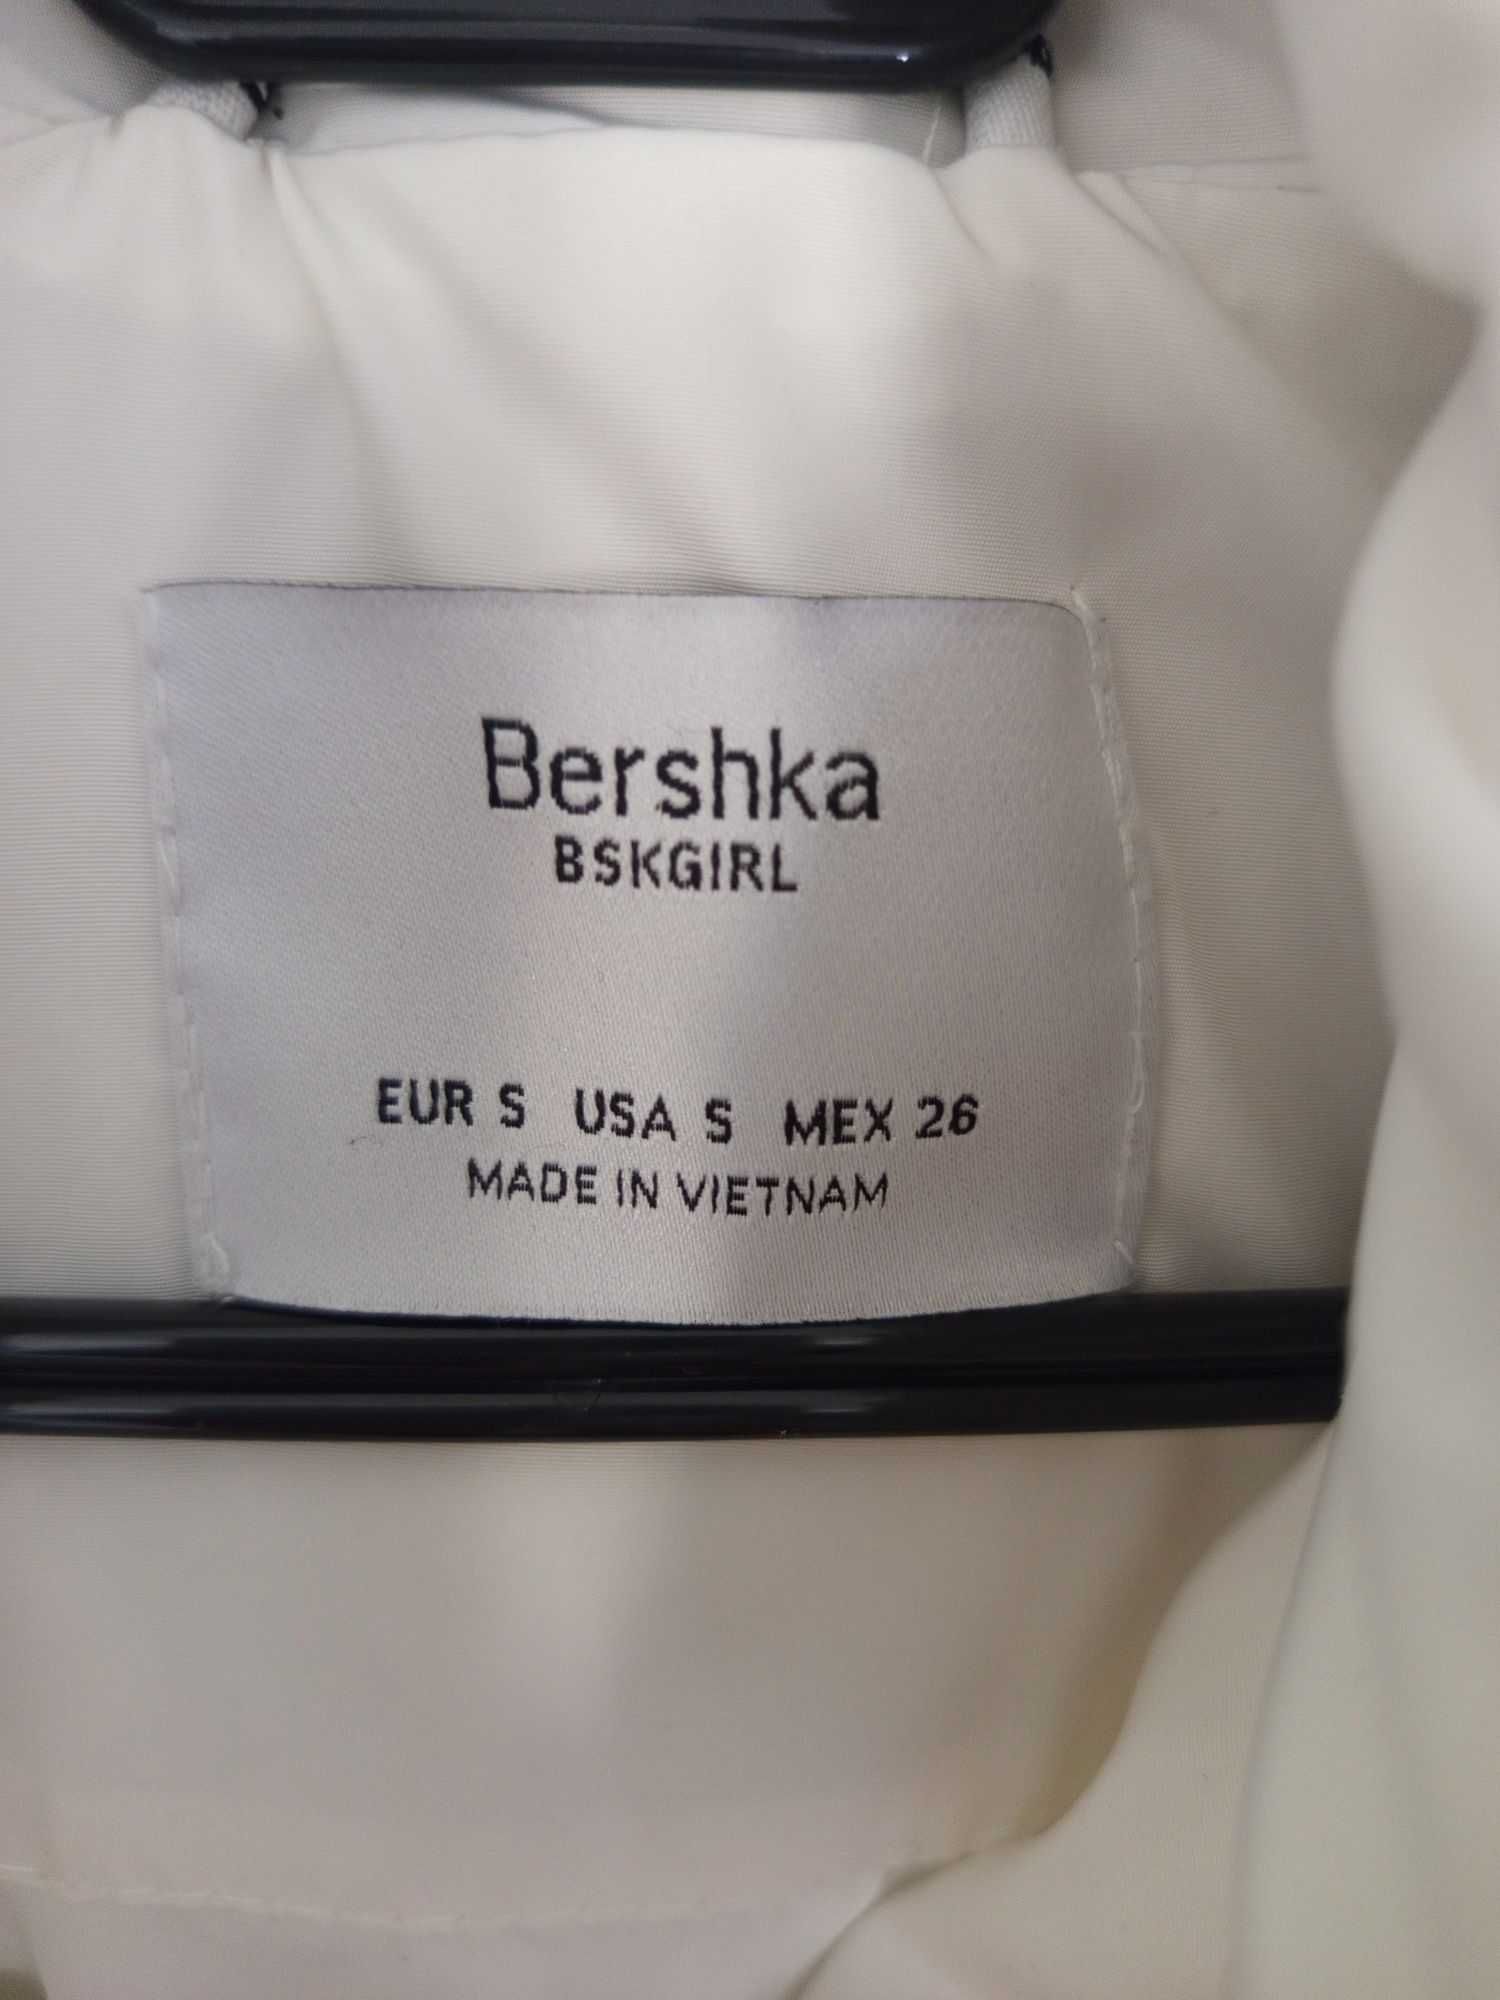 Bershka
BSKGIRL
EUR S USA S MEX 26
MADE IN VIETNAM